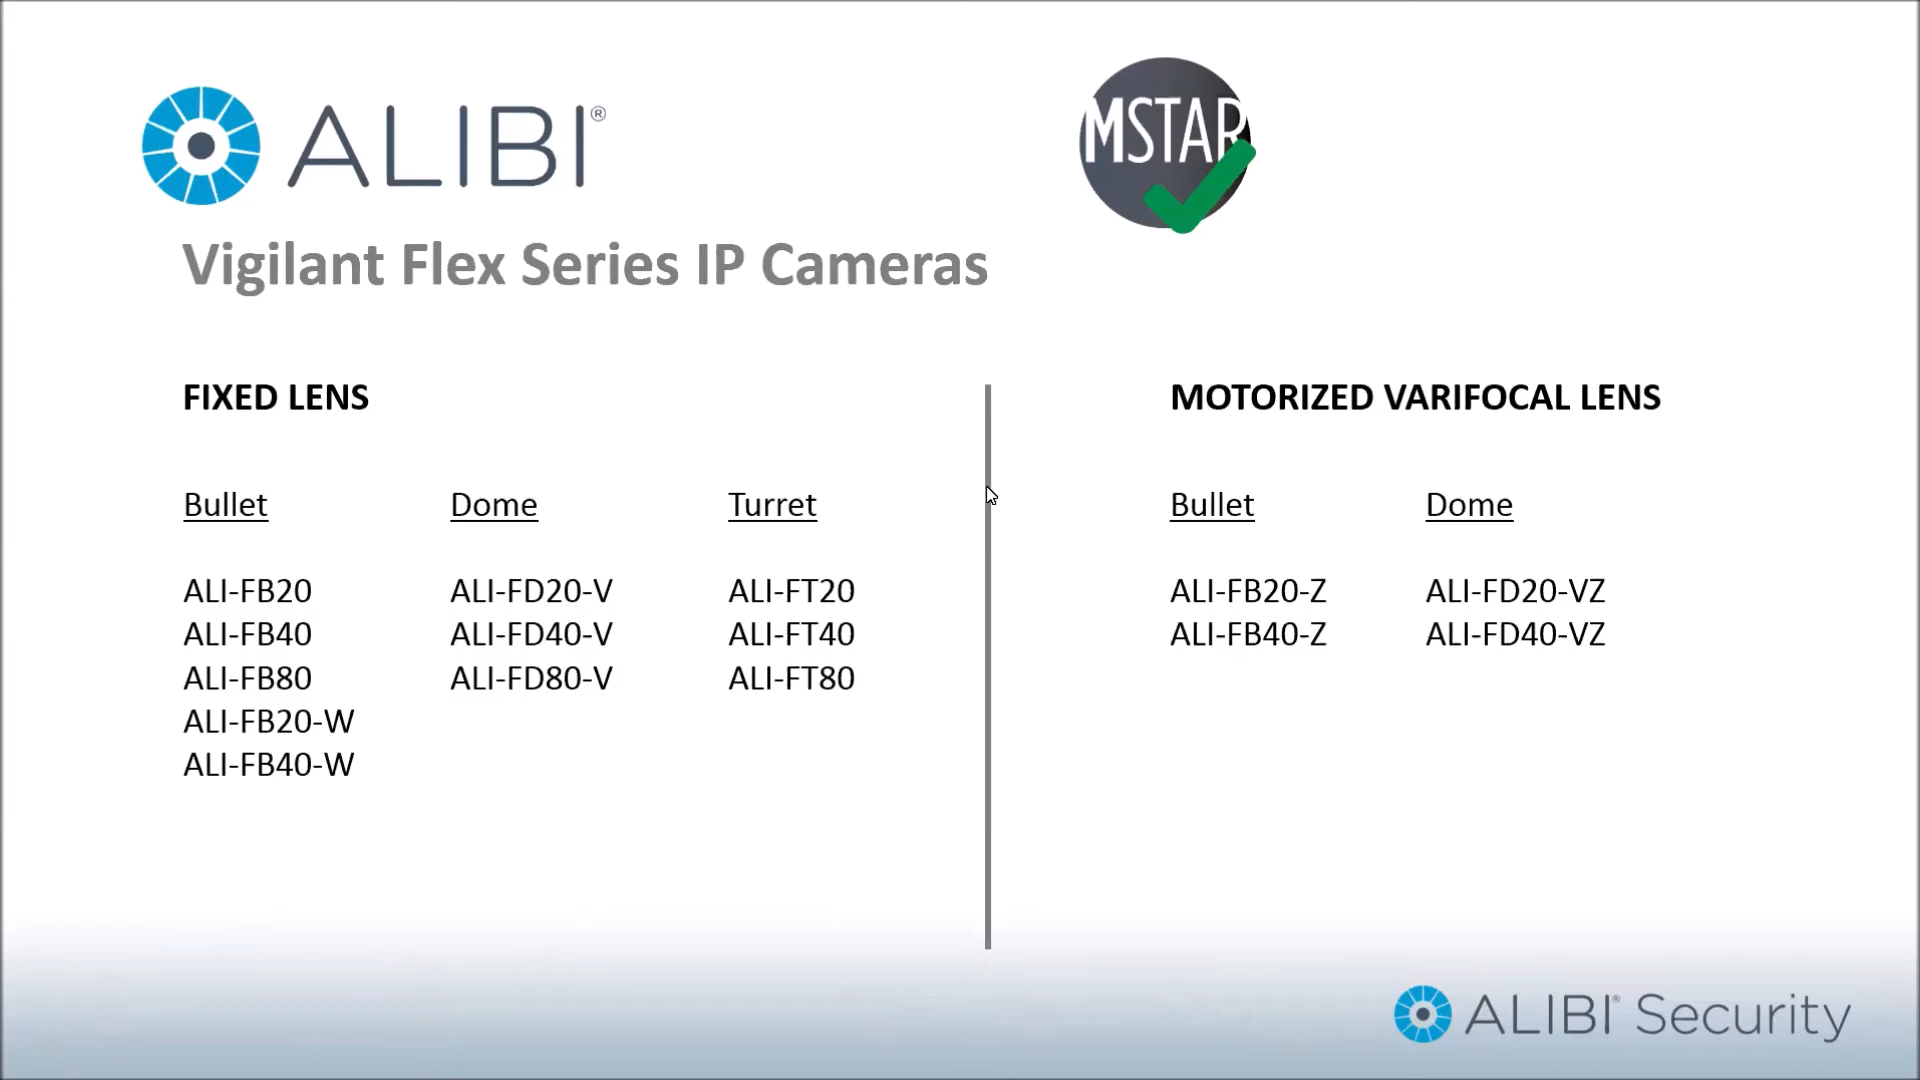 ALIBI®
MSTAR
Vigilant Flex Series IP Cameras
FIXED LENS
Bullet
ALI-FB20
ALI-FB40
ALI-FB80
ALI-FB20-W
ALI-FB40-W
Dome
ALI-FD20-V
ALI-FD40-V
ALI-FD80-V
Turret
ALI-FT20
ALI-FT40
ALI-FT80
MOTORIZED VARIFOCAL LENS
Bullet
ALI-FB20-Z
ALI-FB40-Z
Dome
ALI-FD20-VZ
ALI-FD40-VZ
ALIBI® Security